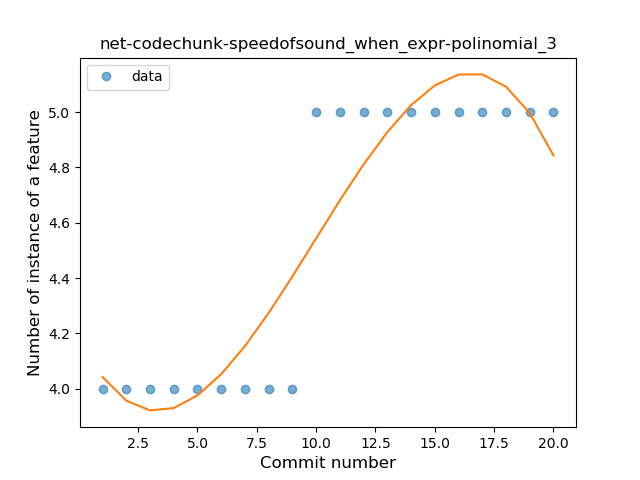 net-codechunk-speedofsound_when_expr-polinomial_3
data
Number of instance of a feature
5.0
4.8
4.6
4.4
4.2
4.0
2.5 5.0 7.5 10.0 12.5 15.0 17.5 20.0
Commit number